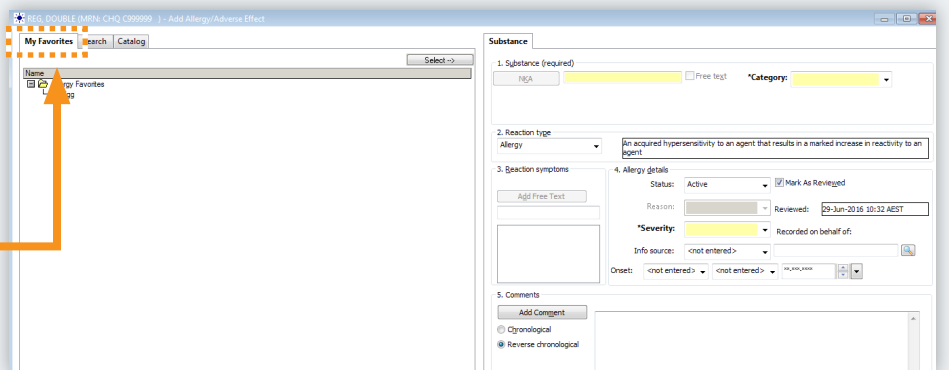 REG, DOUBLE (MRN: CHQ C999999 ) - Add Allergy/Adverse Effect
My Favorites Search Catalog
Select -->
Name
Allergy Favorites
Substance
1. Substance (required)
NKA Free text *Category:
2. Reaction type
Allergy An acquired hypersensitivity to an agent that results in a marked increase in reactivity to an
agent
3. Reaction symptoms
Add Free Text
4. Allergy details
Status: Active Mark As Reviewed
Reason: Reviewed: 29-Jun-2016 10:32 AEST
*Severity: Recorded on behalf of:
Info source: <not entered>
Onset: <not entered> <not entered> **,***,****
5. Comments
Add Comment
Chronological
Reverse chronological